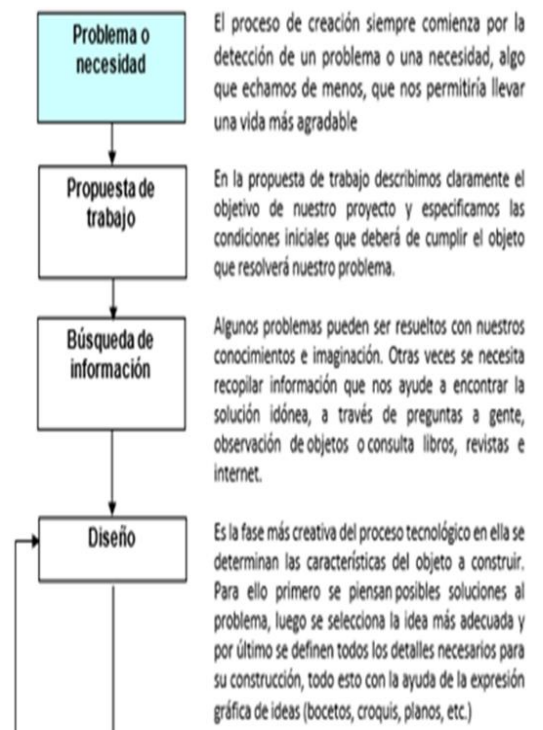 Problema o
necesidad
El proceso de creación siempre comienza por la
detección de un problema o una necesidad, algo
que echamos de menos, que nos permitiría llevar
una vida más agradable
Propuesta de
trabajo
En la propuesta de trabajo describimos claramente el
objetivo de nuestro proyecto y especificamos las
condiciones iniciales que deberá de cumplir el objeto
que resolverá nuestro problema.
Búsqueda de
información
Algunos problemas pueden ser resueltos con nuestros
conocimientos e imaginación. Otras veces se necesita
recopilar información que nos ayude a encontrar la
solución idónea, a través de preguntas a gente,
observación de objetos o consulta libros, revistas e
internet.
Diseño
Es la fase más creativa del proceso tecnológico en ella se
determinan las características del objeto a construir.
Para ello primero se piensan posibles soluciones al
problema, luego se selecciona la idea más adecuada y
por último se definen todos los detalles necesarios para
su construcción, todo esto con la ayuda de la expresión
gráfica de ideas (bocetos, croquis, planos, etc.)